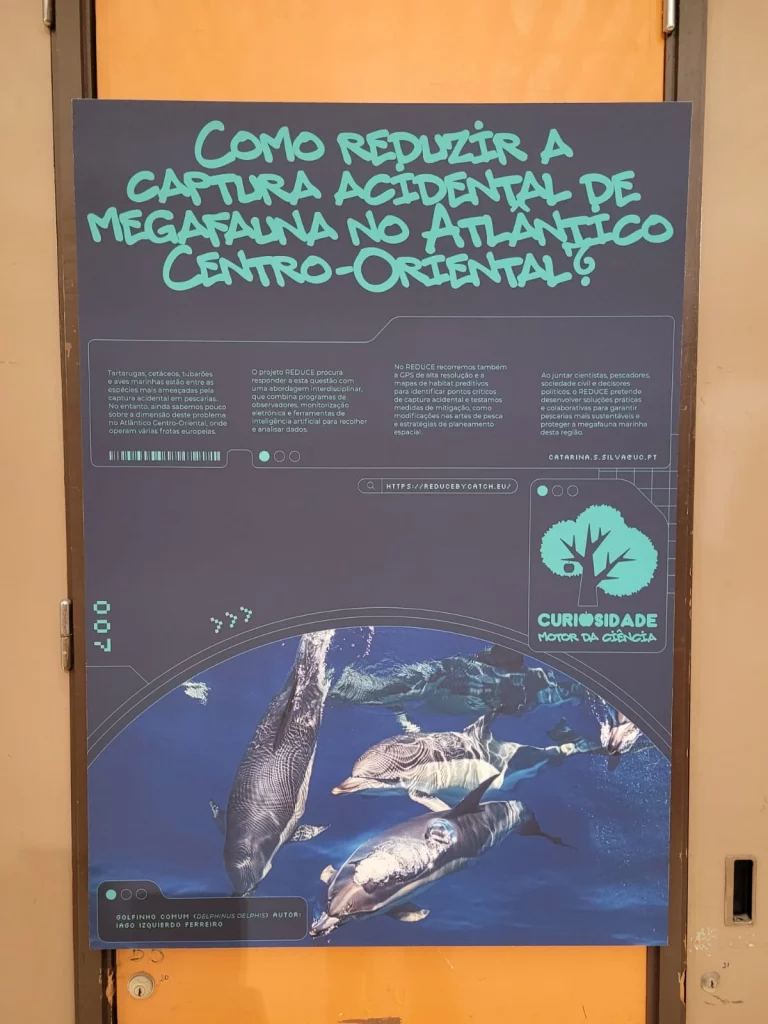 Como reduzir a
captura acidental de
megafauna no Atlântico
Centro-Oriental?
Tartarugas, cetáceos, tubarões
e aves marinhas estão entre as
espécies mais ameaçadas pela
captura acidental em pescarias.
No entanto, ainda sabemos pouco
sobre a dimensão deste problema
no Atlântico Centro-Oriental, onde
operam várias frotas europeias.
O projeto REDUCE procura
responder a esta questão com
uma abordagem interdisciplinar,
que combina programas de
observadores, monitorização
eletrónica e ferramentas de
inteligência artificial para recolher
e analisar dados.
No REDUCE recorremos também
a GPS de alta resolução e a
mapas de habitat preditivos
para identificar pontos críticos
de captura acidental e testamos
medidas de mitigação, como
modificações nas artes de pesca
e estratégias de planeamento
espacial.
Ao juntar cientistas, pescadores,
sociedade civil e decisores
políticos, o REDUCE pretende
desenvolver soluções práticas
e colaborativas para garantir
pescarias mais sustentáveis e
proteger a megafauna marinha
desta região.
CATARINA.S.SILVA@UC.PT
HTTPS://REDUCEBYCATCH.EU/
CURIOSIDADE
MOTOR DA CIÊNCIA
007
GOLFINHO COMUM (DELPHINUS DELPHIS) AUTOR:
IAGO IZQUIERDO FERREIRO
20
31